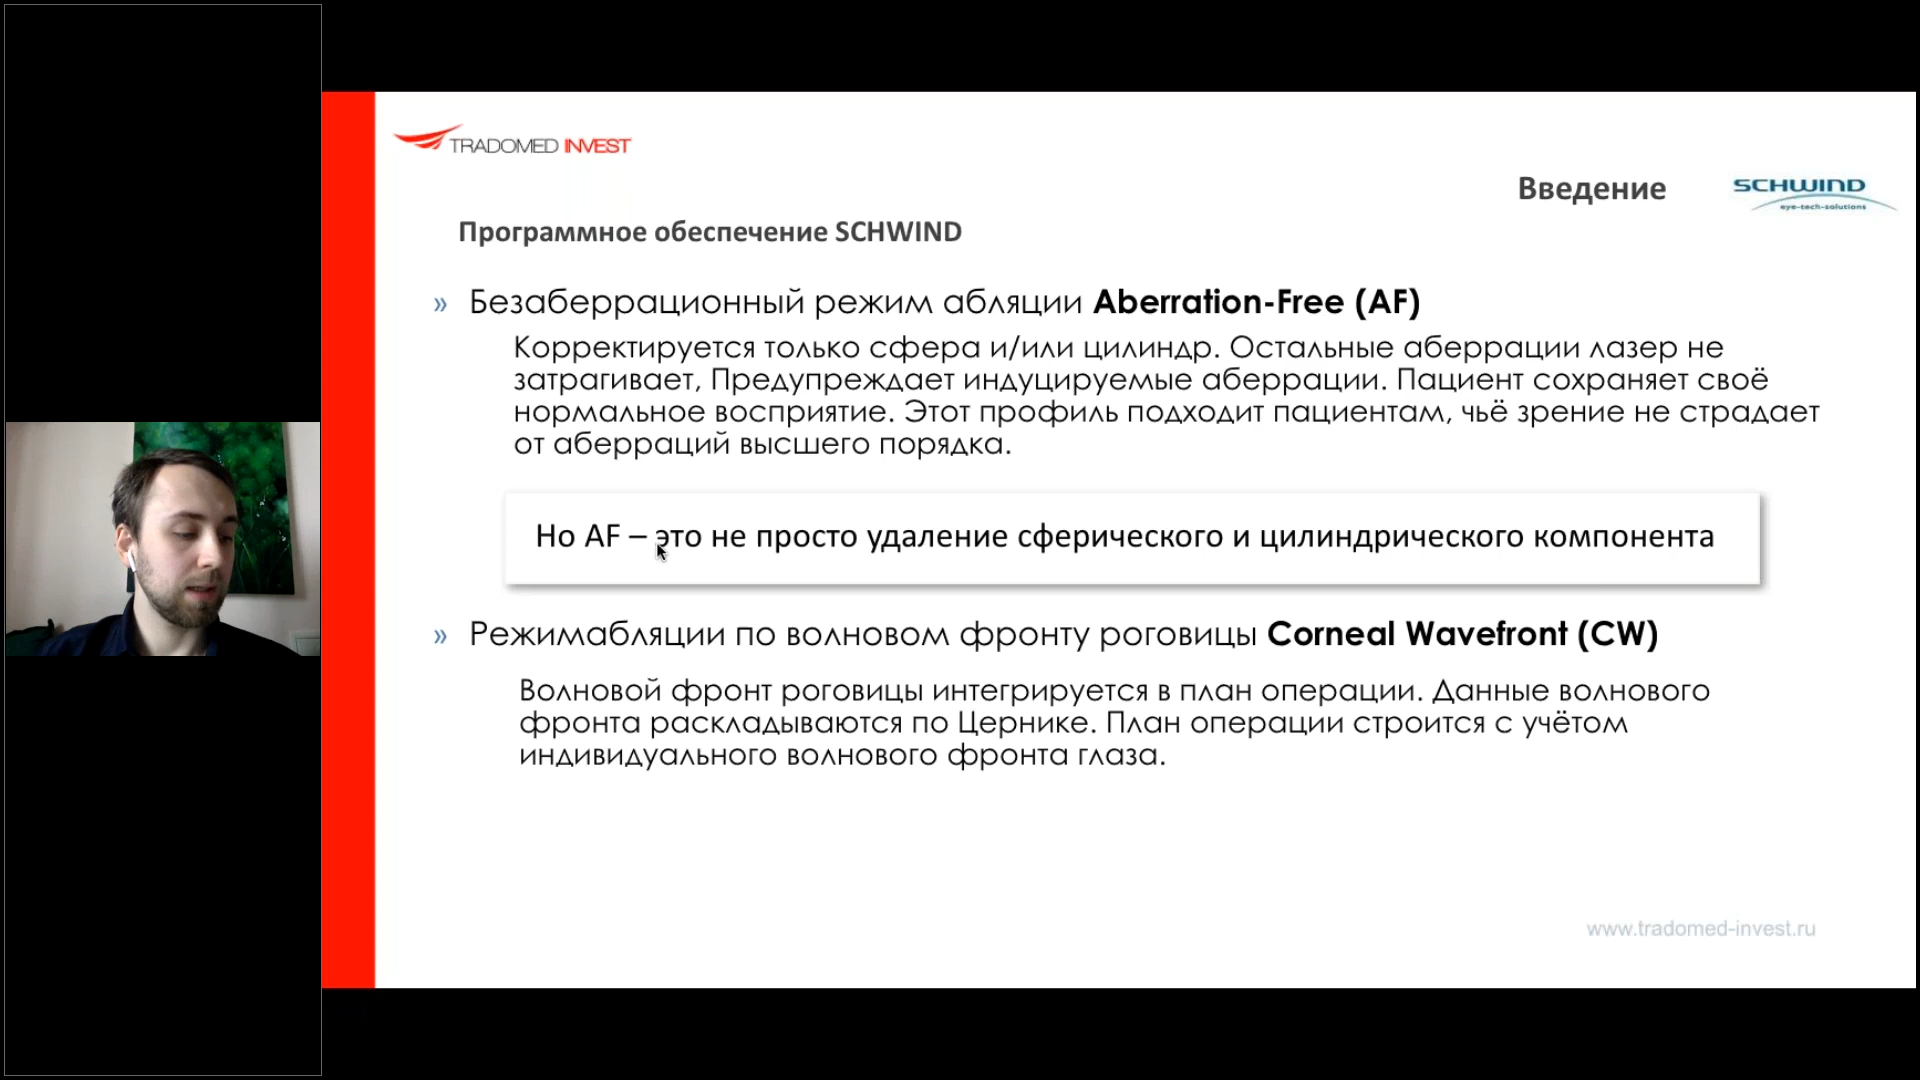 TRADOMED INVEST
Введение
SCHWIND
eye-tech-solutions
Программное обеспечение SCHWIND
» Безаберрационный режим абляции Aberration-Free (AF)
Корректируется только сфера и/или цилиндр. Остальные аберрации лазер не
затрагивает, Предупреждает индуцируемые аберрации. Пациент сохраняет своё
нормальное восприятие. Этот профиль подходит пациентам, чьё зрение не страдает
от аберраций высшего порядка.
Но AF – это не просто удаление сферического и цилиндрического компонента
» Режимабляции по волновом фронту роговицы Corneal Wavefront (CW)
Волновой фронт роговицы интегрируется в план операции. Данные волнового
фронта раскладываются по Цернике. План операции строится с учётом
индивидуального волнового фронта глаза.
www.tradomed-invest.ru